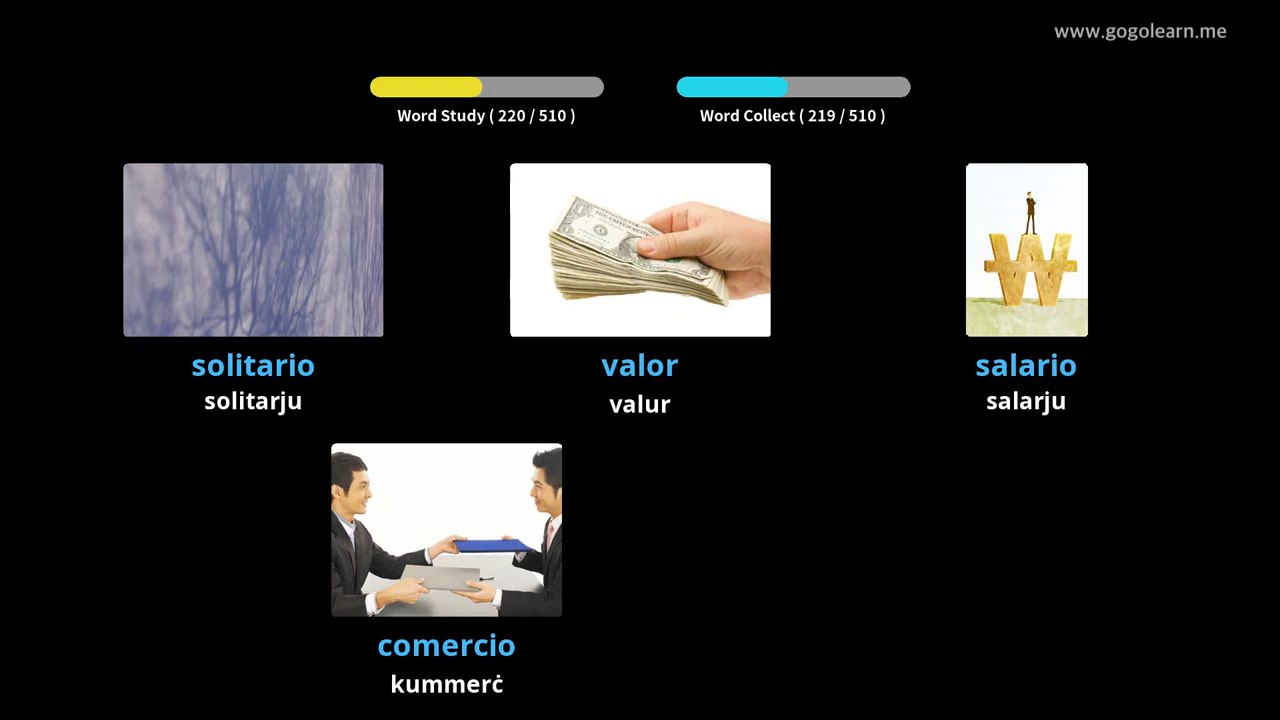 www.gogolearn.me
Word Study ( 220 / 510 )
Word Collect ( 219 / 510 )
solitario
solitarju
valor
valur
salario
salarju
comercio
kummerċ